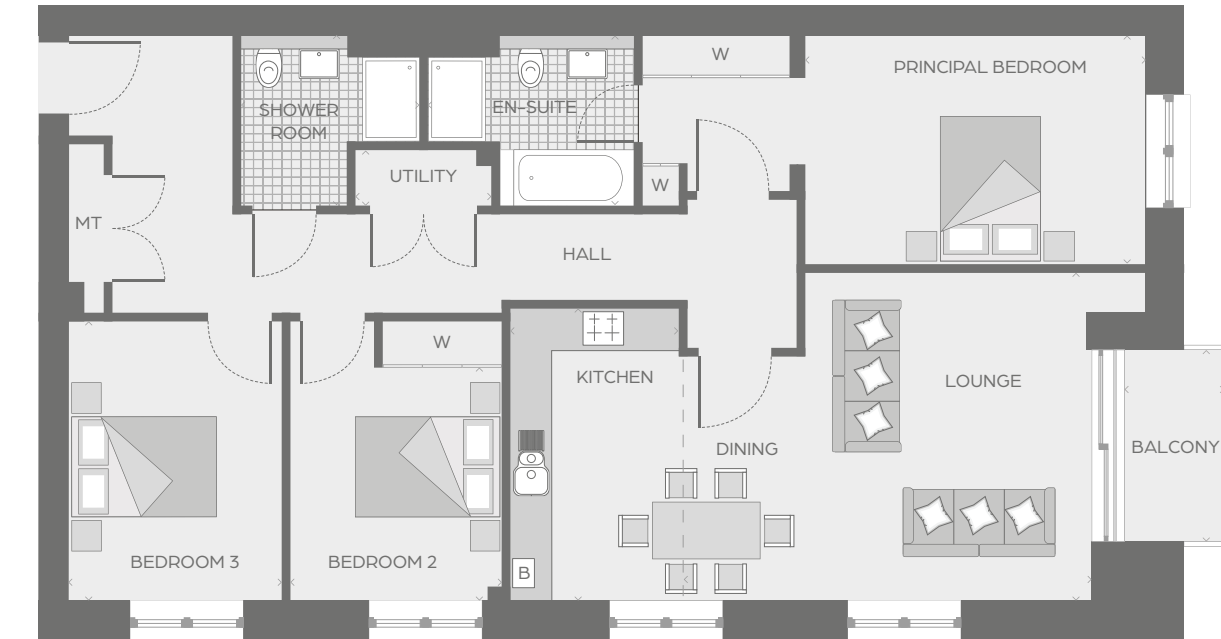 W
PRINCIPAL BEDROOM
SHOWER
ROOM
EN-SUITE
UTILITY
W
MT
HALL
W
KITCHEN
LOUNGE
DINING
BALCONY
BEDROOM 3
BEDROOM 2
B